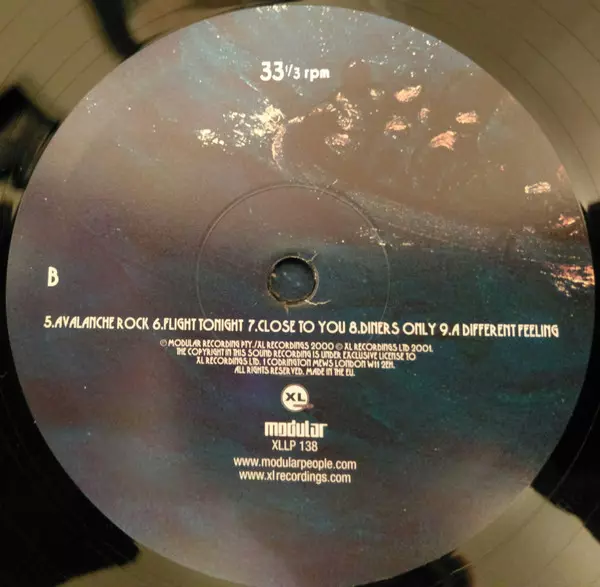 33 1/3 rpm
B
5.AVALANCHE ROCK 6.FLIGHT TONIGHT 7.CLOSE TO YOU 8.DINERS ONLY 9.A DIFFERENT FEELING
℗ MODULAR RECORDING PTY./XL RECORDINGS 2000 © XL RECORDINGS LTD 2001.
THE COPYRIGHT IN THIS SOUND RECORDING IS UNDER EXCLUSIVE LICENSE TO
XL RECORDINGS LTD. 1 CODRINGTON MEWS LONDON W11 2EH.
ALL RIGHTS RESERVED. MADE IN THE EU.
XL
modular
XLLP 138
www.modularpeople.com
www.xlrecordings.com